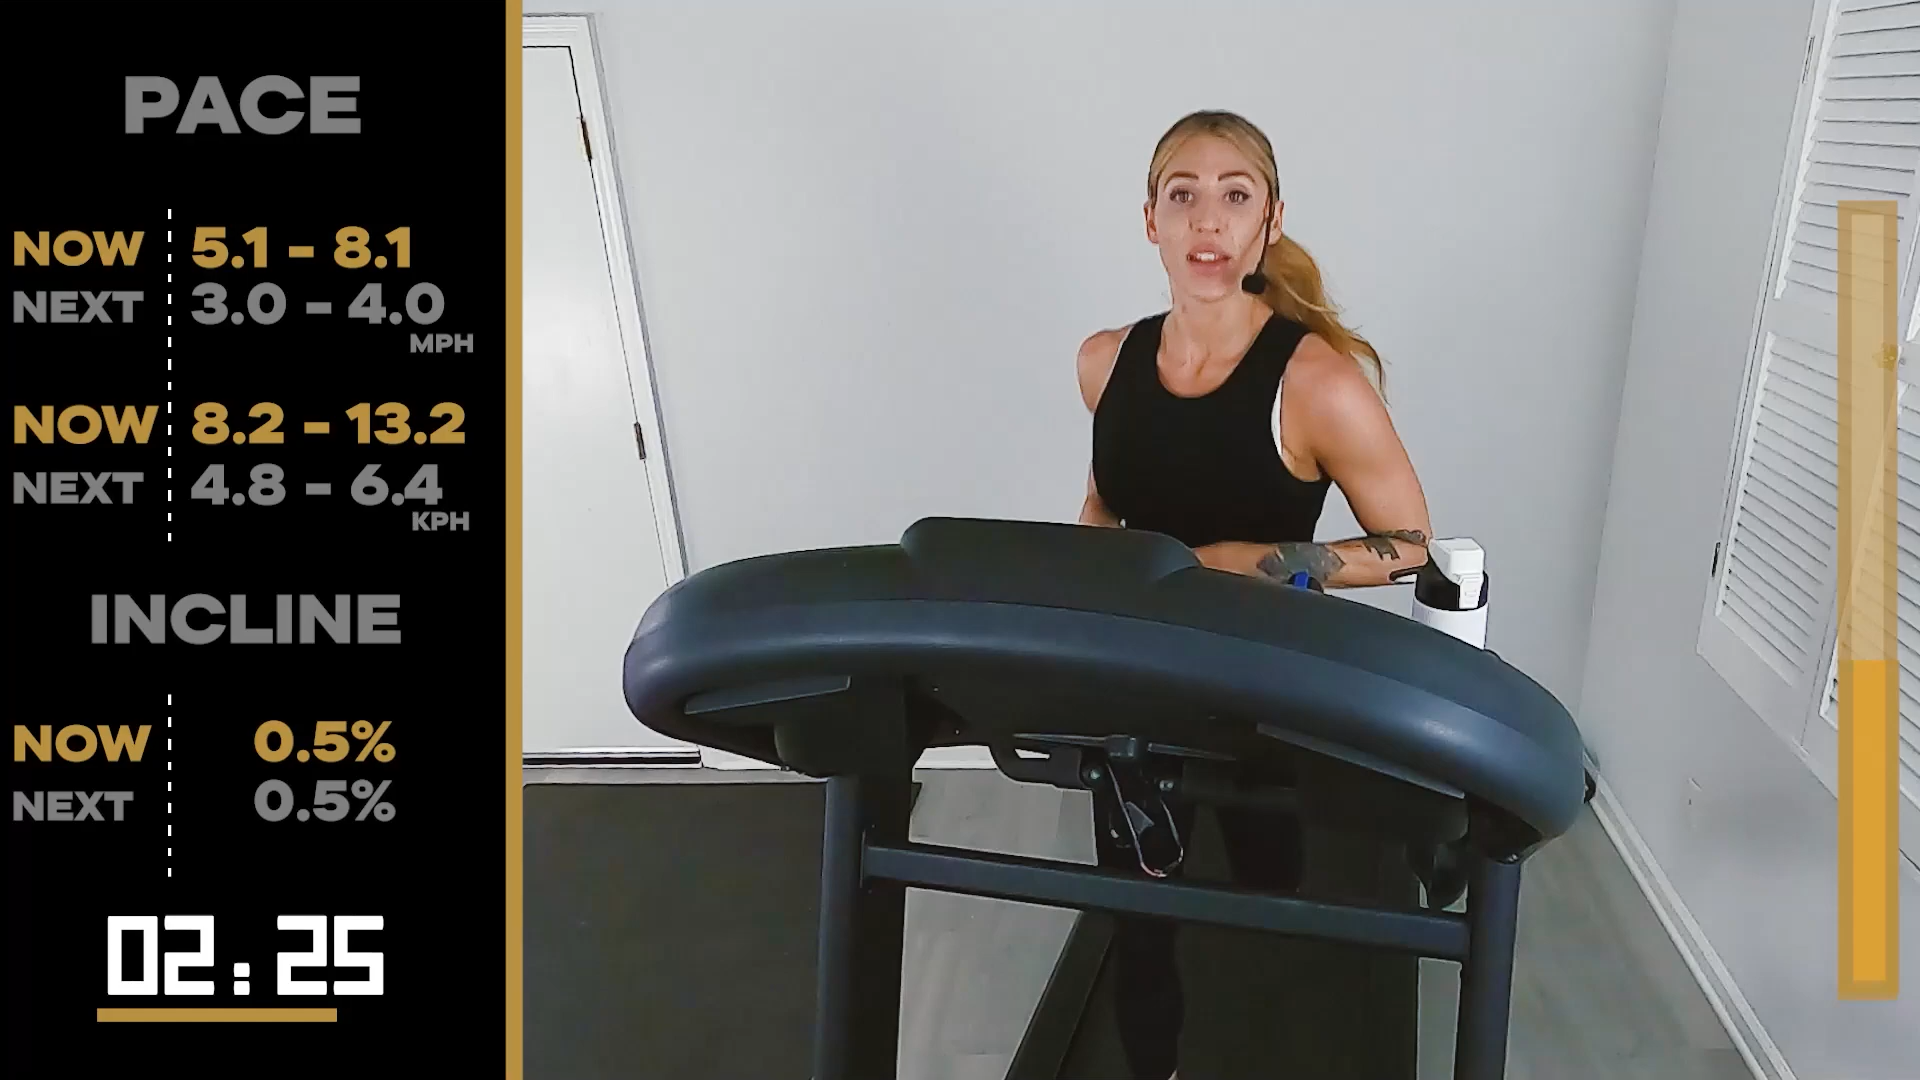 PACE
NOW 5.1 - 8.1
NEXT 3.0 - 4.0
MPH
NOW 8.2 - 13.2
NEXT 4.8 - 6.4
KPH
INCLINE
NOW 0.5%
NEXT 0.5%
02:25